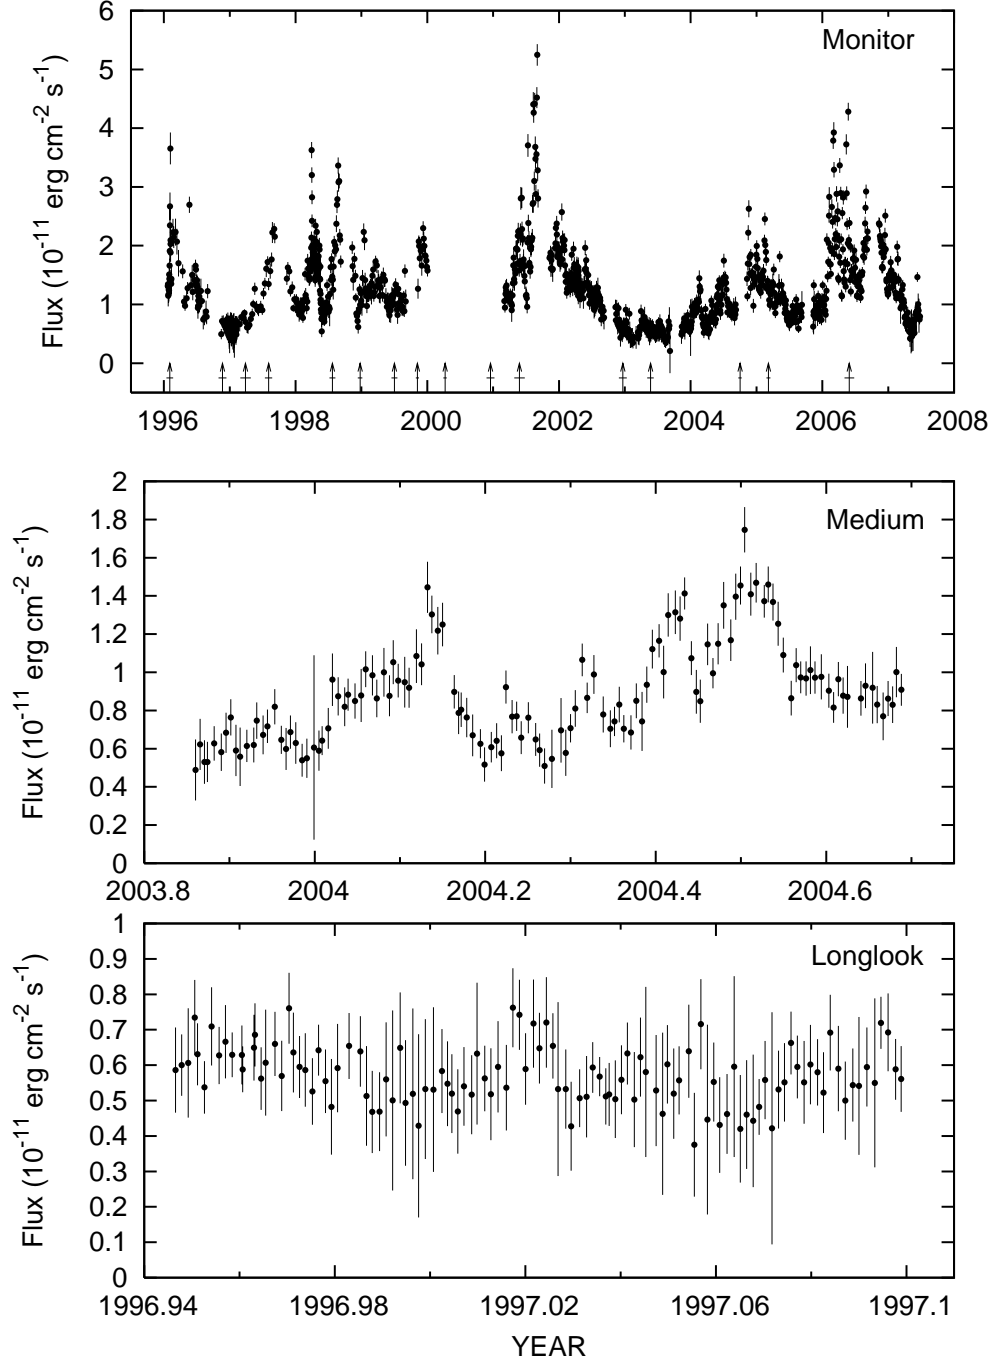 Monitor
Flux (10^-11 erg cm^-2 s^-1)
6
5
4
3
2
1
0
1996 1998 2000 2002 2004 2006 2008
Medium
Flux (10^-11 erg cm^-2 s^-1)
2
1.8
1.6
1.4
1.2
1
0.8
0.6
0.4
0.2
0
2003.8 2004 2004.2 2004.4 2004.6
Longlook
Flux (10^-11 erg cm^-2 s^-1)
1
0.9
0.8
0.7
0.6
0.5
0.4
0.3
0.2
0.1
0
1996.94 1996.98 1997.02 1997.06 1997.1
YEAR